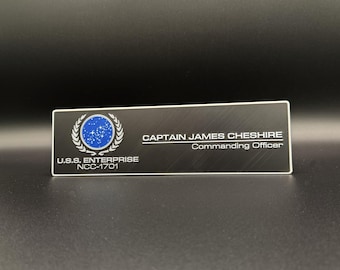 CAPTAIN JAMES CHESHIRE
Commanding Officer
U.S.S. ENTERPRISE
NCC-1701